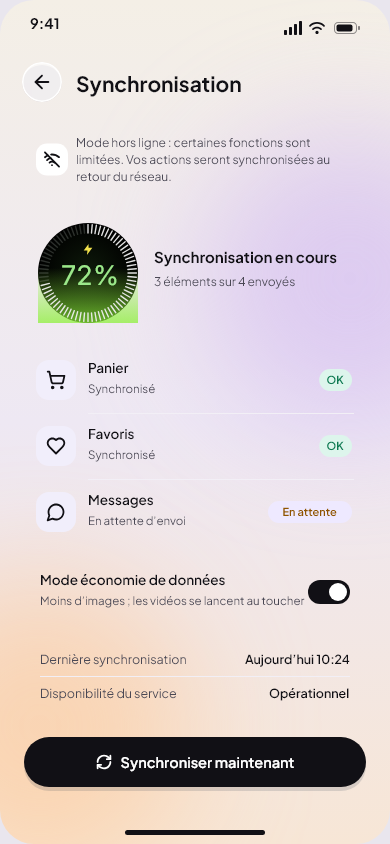 9:41
Synchronisation
Mode hors ligne : certaines fonctions sont
limitées. Vos actions seront synchronisées au
retour du réseau.
72%
Synchronisation en cours
3 éléments sur 4 envoyés
Panier
Synchronisé
OK
Favoris
Synchronisé
OK
Messages
En attente d'envoi
En attente
Mode économie de données
Moins d'images ; les vidéos se lancent au toucher
Dernière synchronisation
Aujourd'hui 10:24
Disponibilité du service
Opérationnel
Synchroniser maintenant